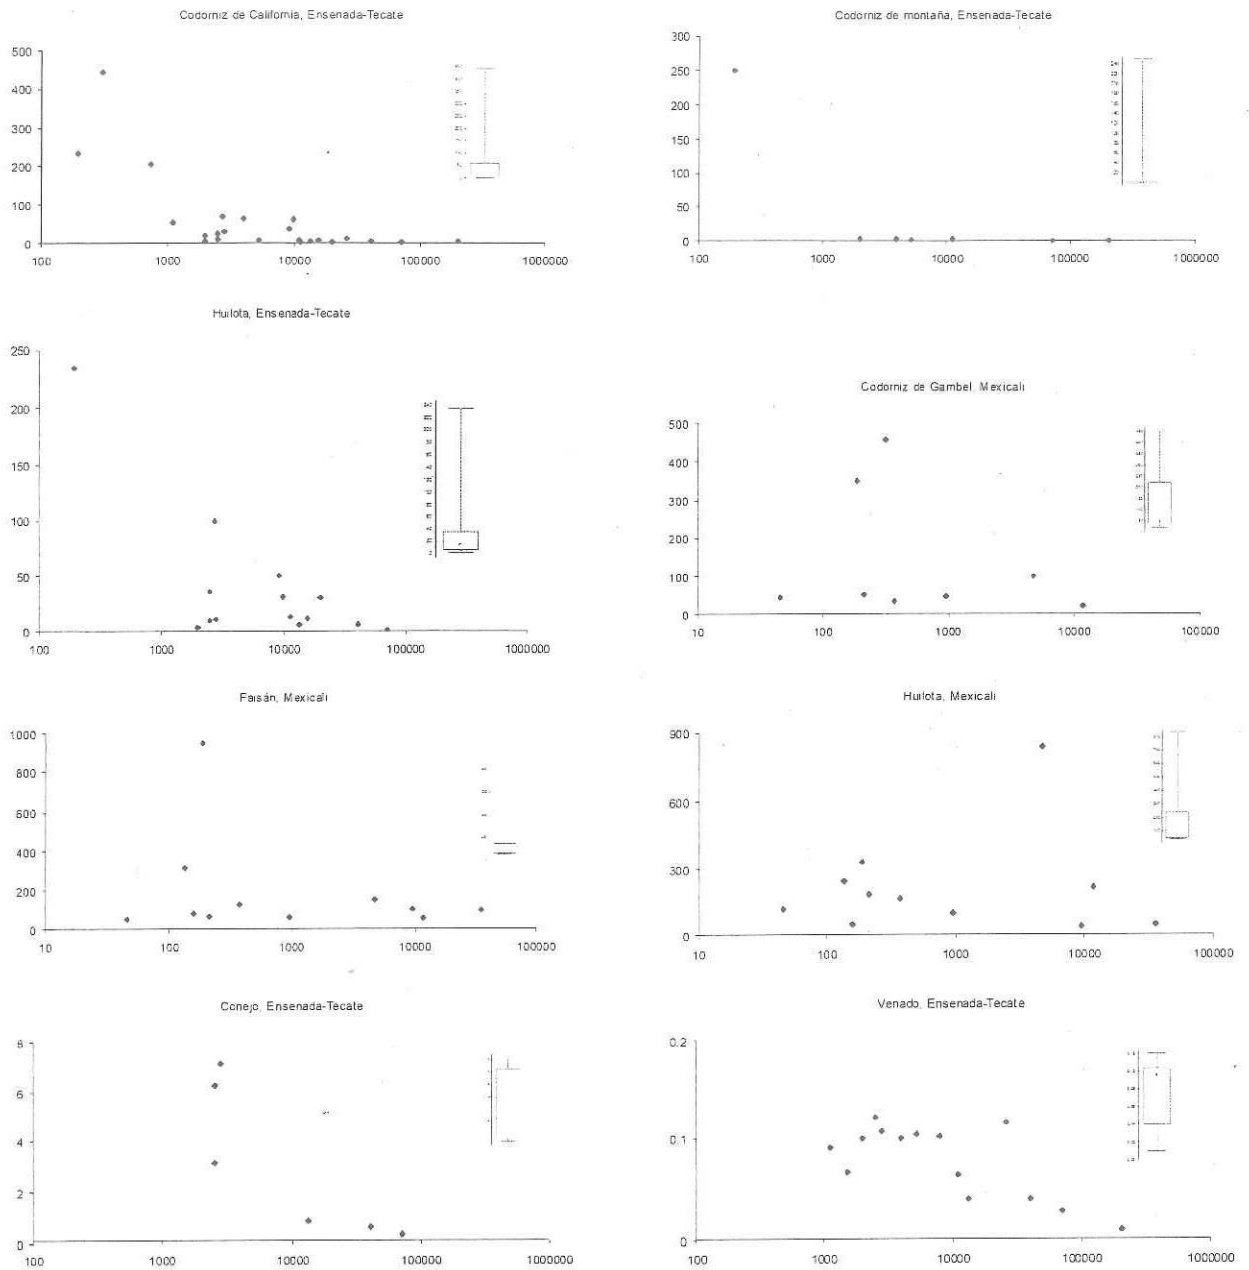 Codorniz de California, Ensenada-Tecate
500
400
300
200
100
0
100 1000 10000 100000 1000000
Codorniz de montaña, Ensenada-Tecate
300
250
200
150
100
50
0
100 1000 10000 100000 1000000
Huilota, Ensenada-Tecate
250
200
150
100
50
0
100 1000 10000 100000 1000000
Codorniz de Gambel, Mexicali
500
400
300
200
100
0
10 100 1000 10000 100000
Faisán, Mexicali
1000
800
600
400
200
0
10 100 1000 10000 100000
Huilota, Mexicali
900
600
300
0
10 100 1000 10000 100000
Conejo, Ensenada-Tecate
8
6
4
2
0
100 1000 10000 100000 1000000
Venado, Ensenada-Tecate
0.2
0.1
0
100 1000 10000 100000 1000000